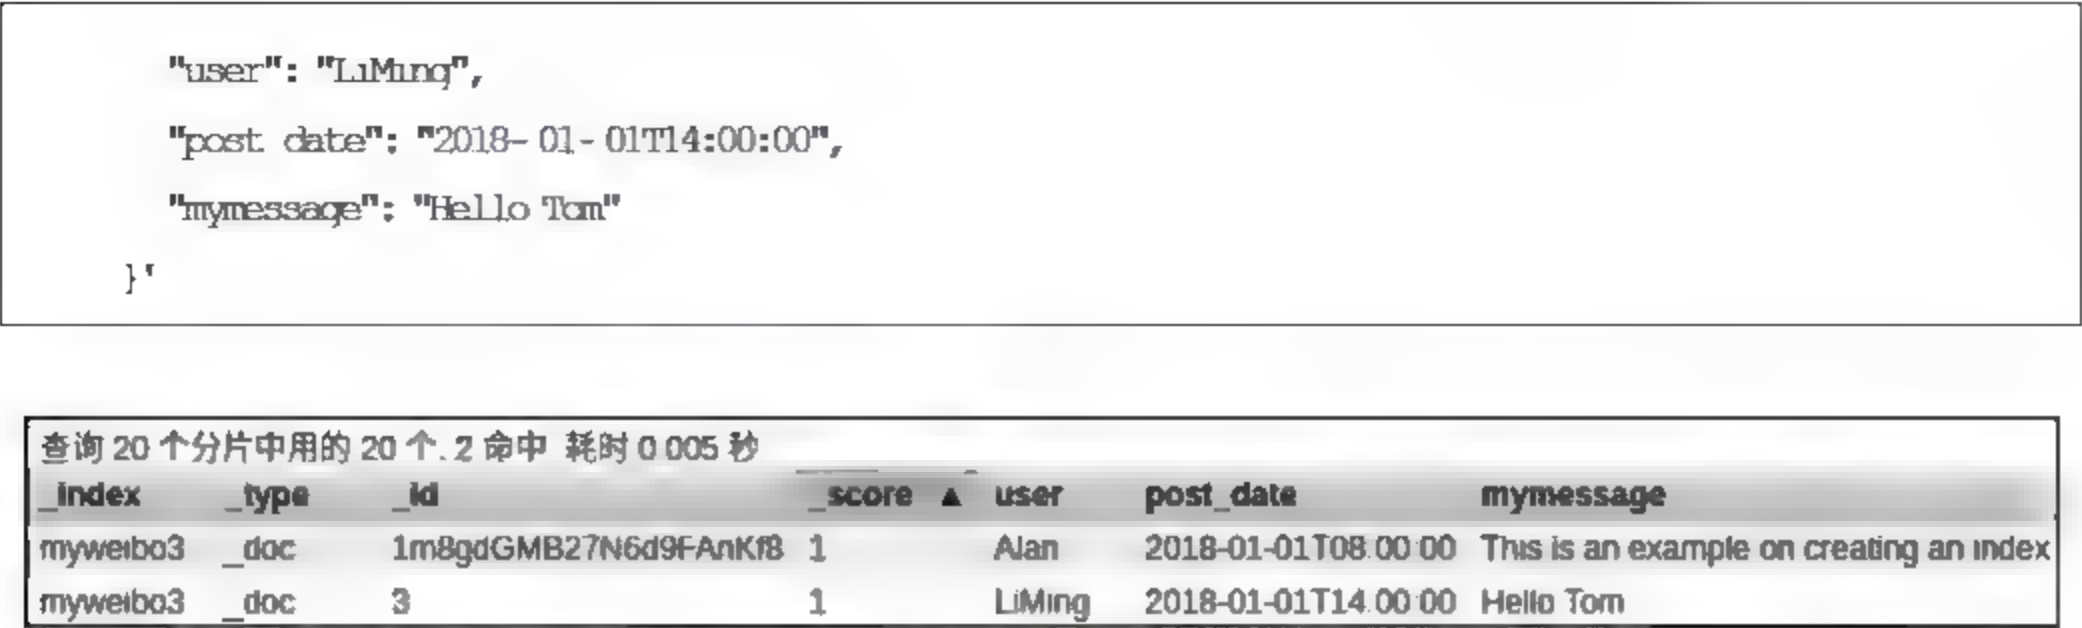 "user": "LiMing",
"post date": "2018-01-01T14:00:00",
"mymessage": "Hello Tom"
}'
查询 20 个分片中用的 20 个. 2 命中 耗时 0.005 秒
_index _type _id _score ▲ user post_date mymessage
myweibo3 _doc 1m8gdGMB27N6d9FAnKf8 1 Alan 2018-01-01T08:00:00 This is an example on creating an index
myweibo3 _doc 3 1 LiMing 2018-01-01T14:00:00 Hello Tom